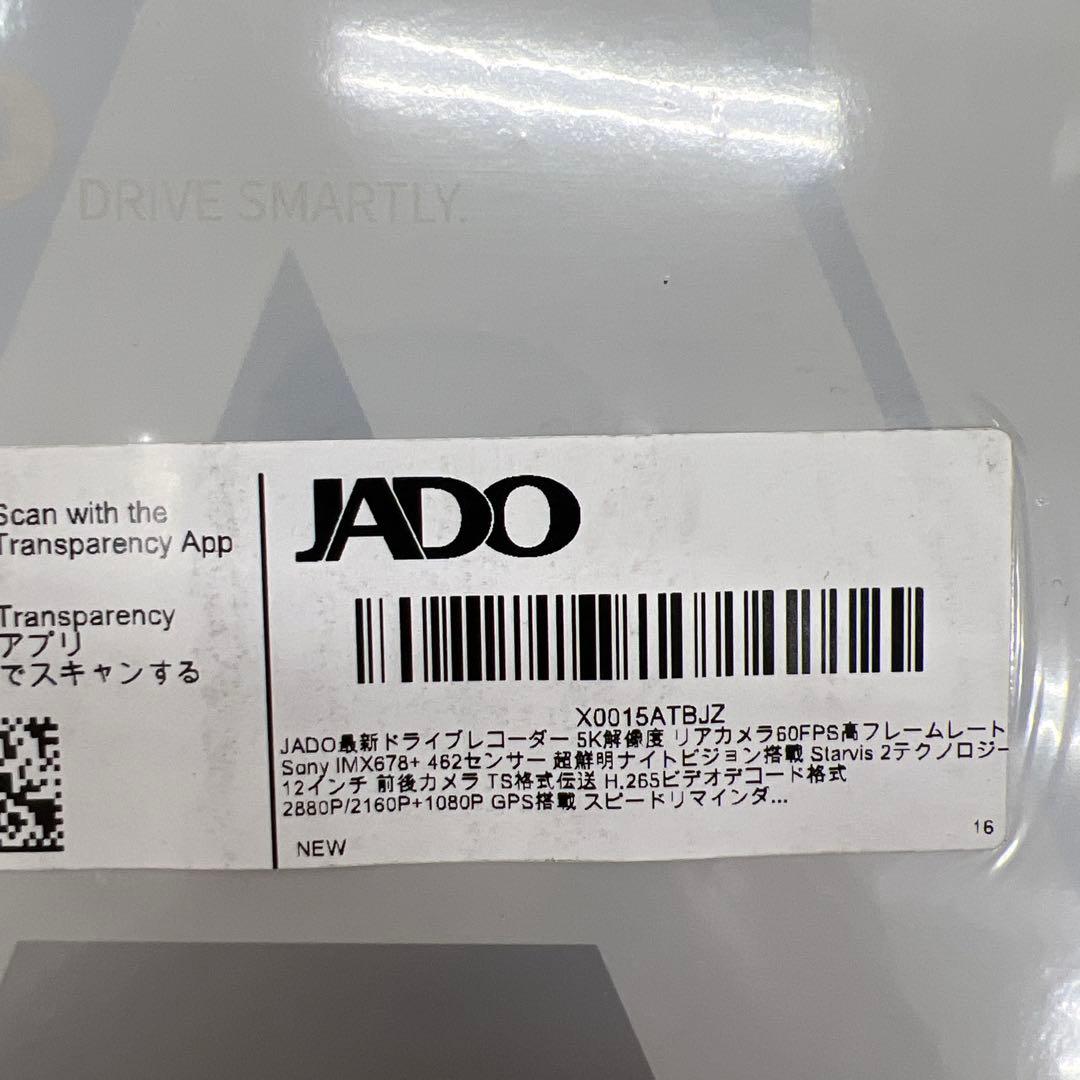 DRIVE SMARTLY.
Scan with the
Transparency App
Transparency
アプリ
でスキャンする
JADO
X0015ATBJZ
JADO最新ドライブレコーダー 5K解像度 リアカメラ60FPS高フレームレート
Sony IMX678+ 462センサー 超鮮明ナイトビジョン搭載 Starvis 2テクノロジー
12インチ 前後カメラ TS格式伝送 H.265ビデオデコード格式
2880P/2160P+1080P GPS搭載 スピードリマインダ...
NEW
16